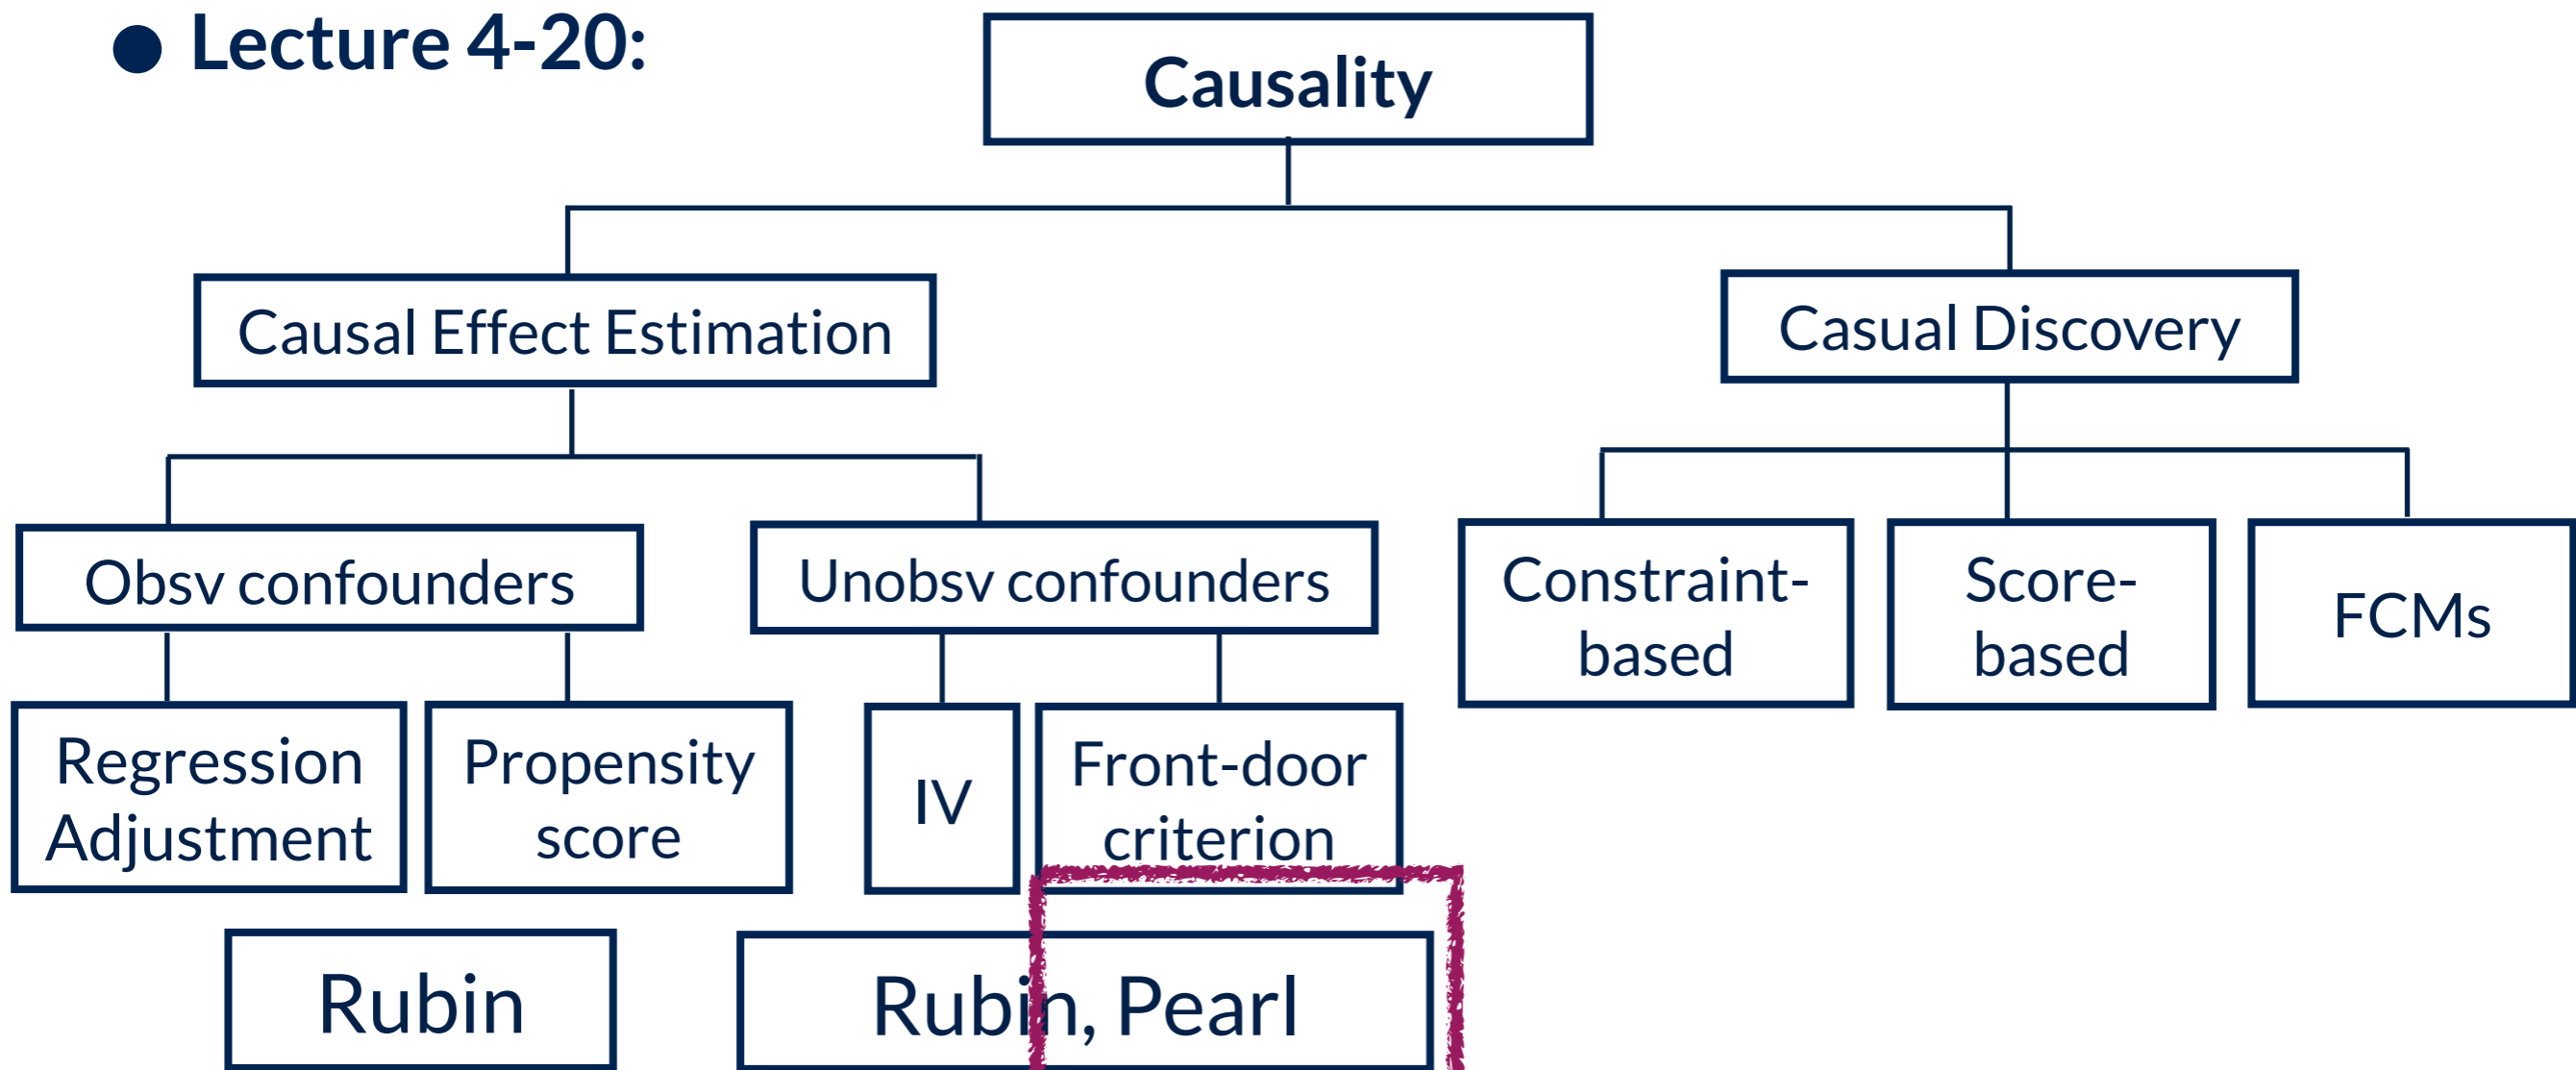 ● Lecture 4-20:
Causality
Causal Effect Estimation
Casual Discovery
Obsv confounders
Unobsv confounders
Constraint-
based
Score-
based
FCMs
Regression
Adjustment
Propensity
score
IV
Front-door
criterion
Rubin
Rubin, Pearl